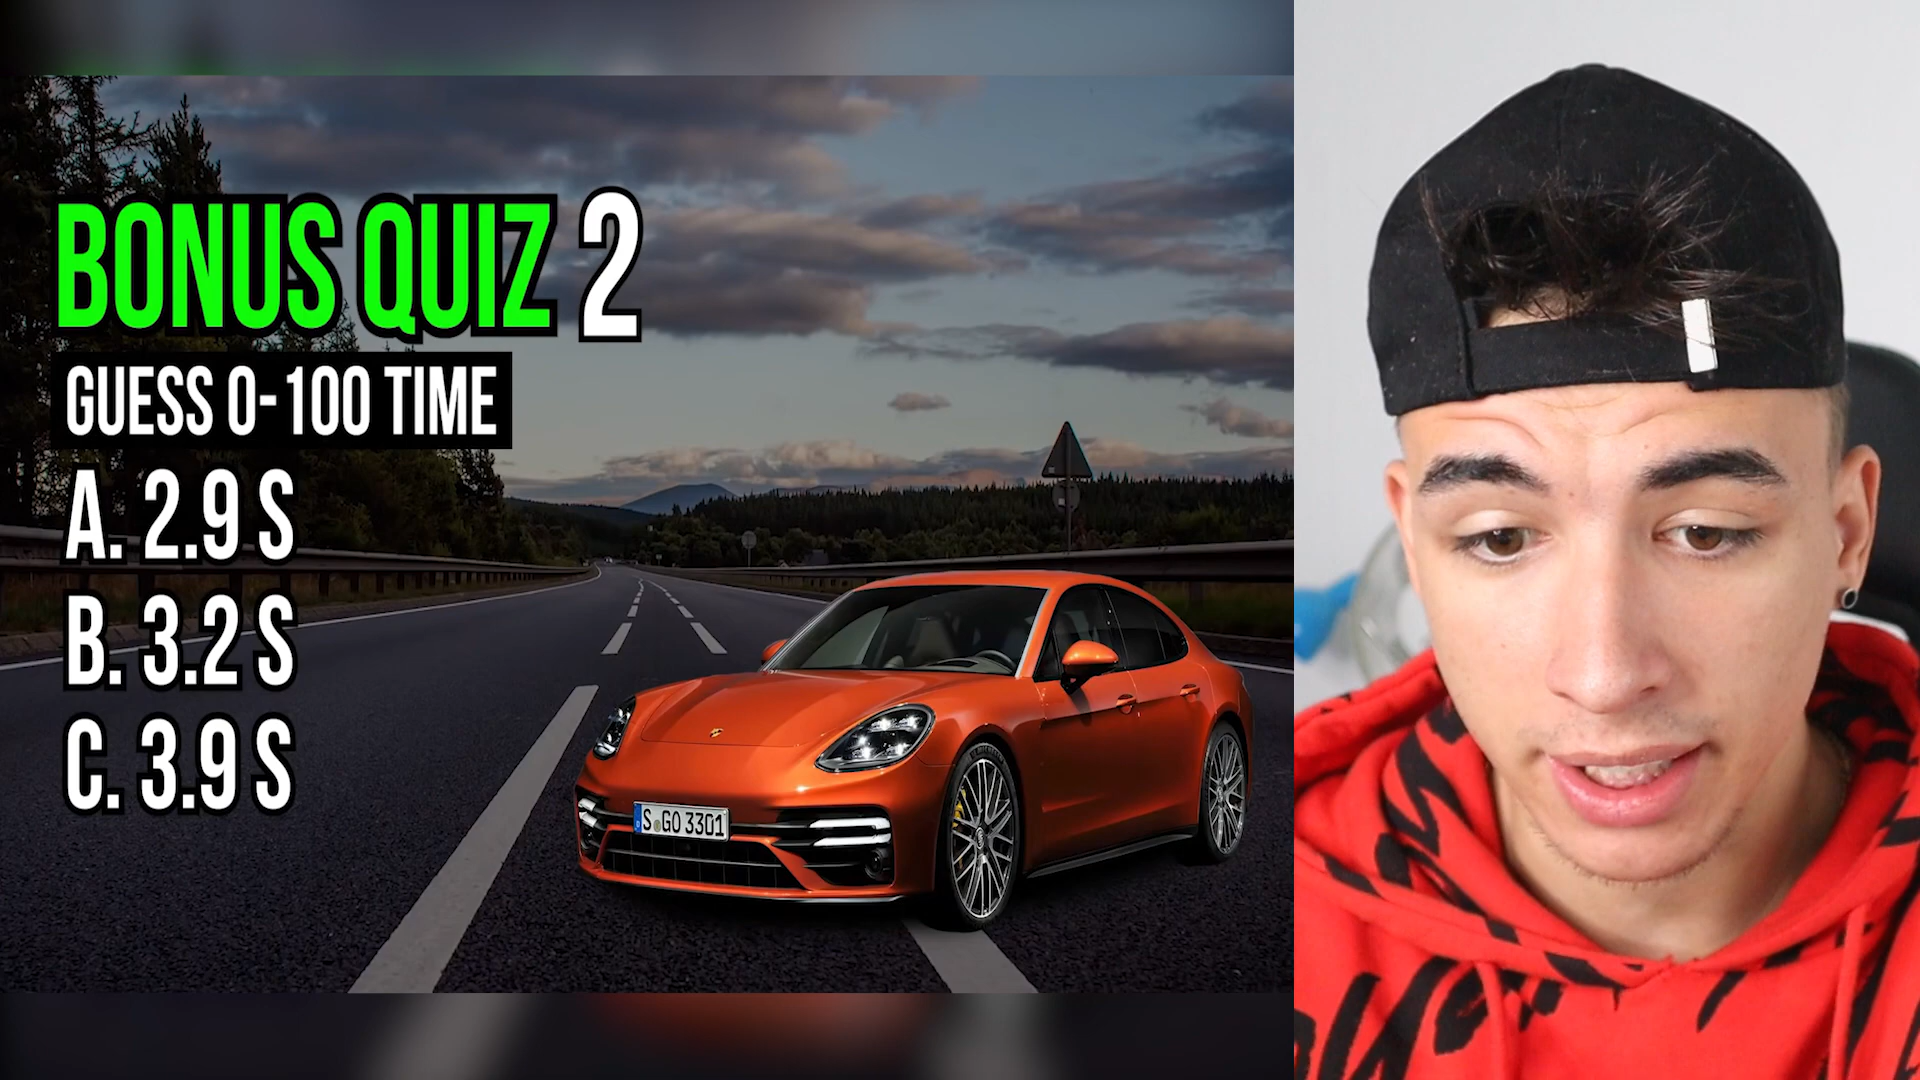 BONUS QUIZ 2
GUESS 0-100 TIME
A. 2.9 S
B. 3.2 S
C. 3.9 S
S GO 3301